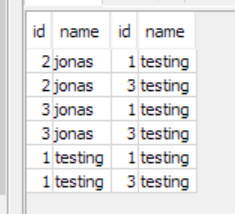 id name id name
2 jonas 1 testing
2 jonas 3 testing
3 jonas 1 testing
3 jonas 3 testing
1 testing 1 testing
1 testing 3 testing